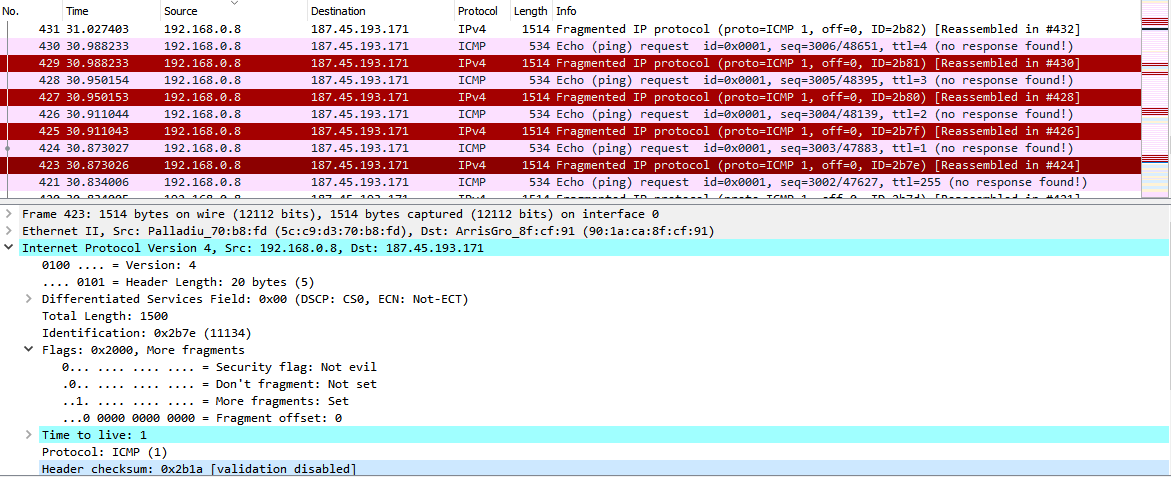 No. Time Source Destination Protocol Length Info
431 31.027403 192.168.0.8 187.45.193.171 IPv4 1514 Fragmented IP protocol (proto=ICMP 1, off=0, ID=2b82) [Reassembled in #432]
430 30.988233 192.168.0.8 187.45.193.171 ICMP 534 Echo (ping) request id=0x0001, seq=3006/48651, ttl=4 (no response found!)
429 30.988233 192.168.0.8 187.45.193.171 IPv4 1514 Fragmented IP protocol (proto=ICMP 1, off=0, ID=2b81) [Reassembled in #430]
428 30.950154 192.168.0.8 187.45.193.171 ICMP 534 Echo (ping) request id=0x0001, seq=3005/48395, ttl=3 (no response found!)
427 30.950153 192.168.0.8 187.45.193.171 IPv4 1514 Fragmented IP protocol (proto=ICMP 1, off=0, ID=2b80) [Reassembled in #428]
426 30.911044 192.168.0.8 187.45.193.171 ICMP 534 Echo (ping) request id=0x0001, seq=3004/48139, ttl=2 (no response found!)
425 30.911043 192.168.0.8 187.45.193.171 IPv4 1514 Fragmented IP protocol (proto=ICMP 1, off=0, ID=2b7f) [Reassembled in #426]
424 30.873027 192.168.0.8 187.45.193.171 ICMP 534 Echo (ping) request id=0x0001, seq=3003/47883, ttl=1 (no response found!)
423 30.873026 192.168.0.8 187.45.193.171 IPv4 1514 Fragmented IP protocol (proto=ICMP 1, off=0, ID=2b7e) [Reassembled in #424]
421 30.834006 192.168.0.8 187.45.193.171 ICMP 534 Echo (ping) request id=0x0001, seq=3002/47627, ttl=255 (no response found!)
Frame 423: 1514 bytes on wire (12112 bits), 1514 bytes captured (12112 bits) on interface 0
Ethernet II, Src: Palladiu_70:b8:fd (5c:c9:d3:70:b8:fd), Dst: ArrisGro_8f:cf:91 (90:1a:ca:8f:cf:91)
Internet Protocol Version 4, Src: 192.168.0.8, Dst: 187.45.193.171
0100 .... = Version: 4
.... 0101 = Header Length: 20 bytes (5)
Differentiated Services Field: 0x00 (DSCP: CS0, ECN: Not-ECT)
Total Length: 1500
Identification: 0x2b7e (11134)
Flags: 0x2000, More fragments
0... .... .... .... = Security flag: Not evil
.0.. .... .... .... = Don't fragment: Not set
..1. .... .... .... = More fragments: Set
...0 0000 0000 0000 = Fragment offset: 0
Time to live: 1
Protocol: ICMP (1)
Header checksum: 0x2b1a [validation disabled]